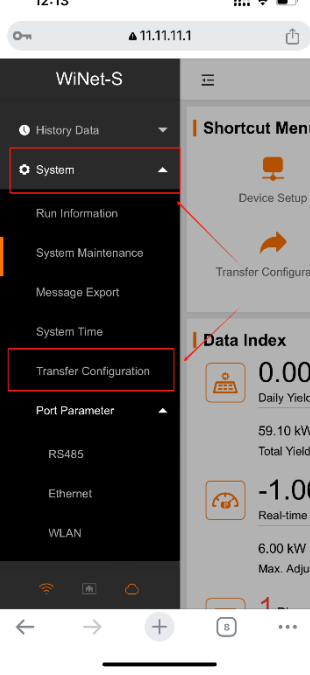 12:13
11.11.11.1
WiNet-S
History Data
System
Run Information
System Maintenance
Message Export
System Time
Transfer Configuration
Port Parameter
RS485
Ethernet
WLAN
Shortcut Menu
Device Setup
Transfer Configura
Data Index
0.00
Daily Yield
59.10 kW
Total Yield
-1.0
Real-time
6.00 kW
Max. Adju
1
8